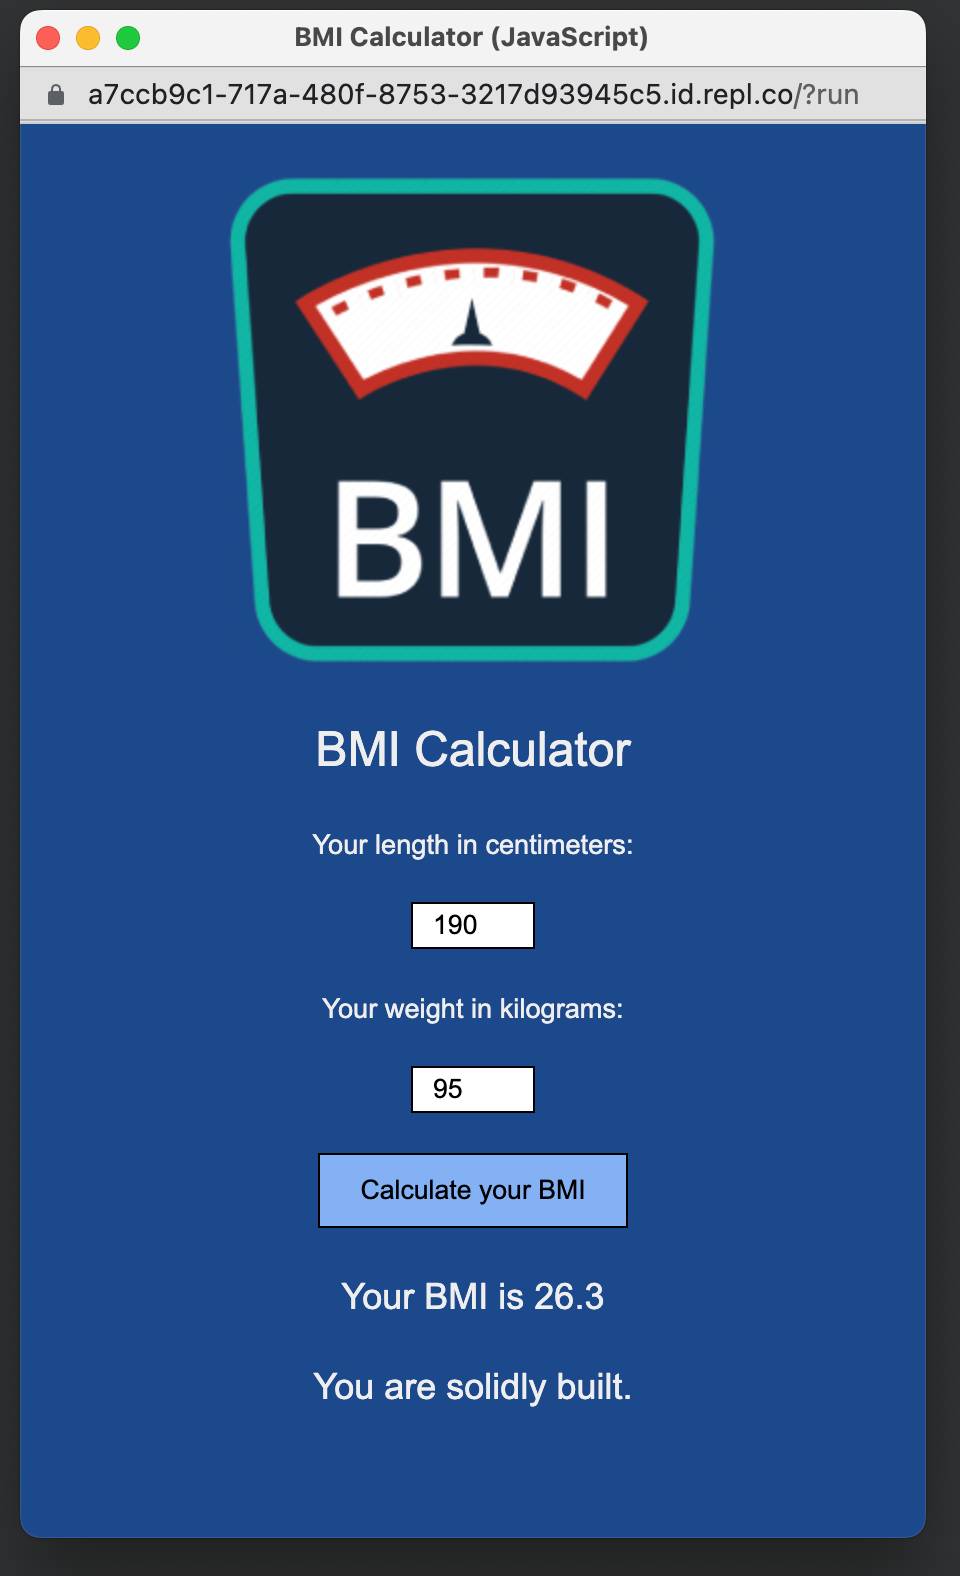 BMI Calculator (JavaScript)
a7ccb9c1-717a-480f-8753-3217d93945c5.id.repl.co/?run
BMI
BMI Calculator
Your length in centimeters:
190
Your weight in kilograms:
95
Calculate your BMI
Your BMI is 26.3
You are solidly built.